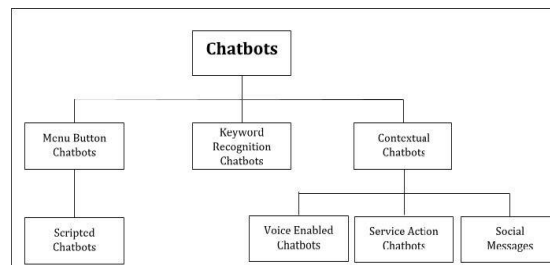 Chatbots
Menu Button
Chatbots
Keyword
Recognition
Chatbots
Contextual
Chatbots
Scripted
Chatbots
Voice Enabled
Chatbots
Service Action
Chatbots
Social
Messages